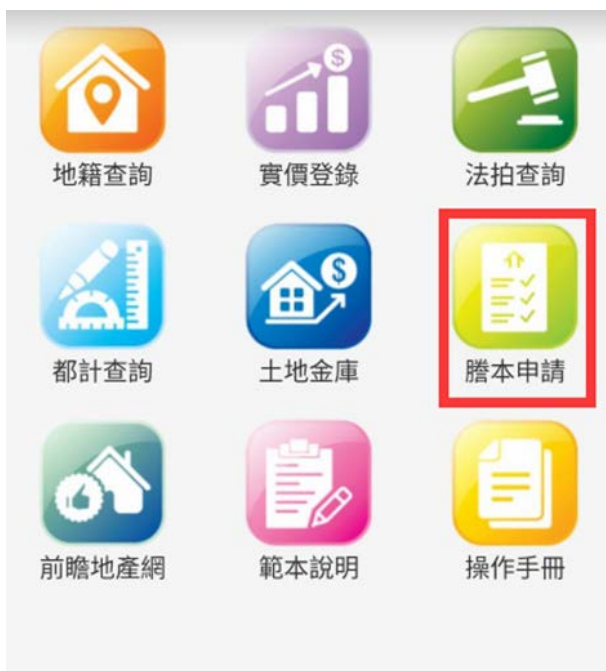 地籍查詢
實價登錄
法拍查詢
都計查詢
土地金庫
謄本申請
前瞻地產網
範本說明
操作手冊